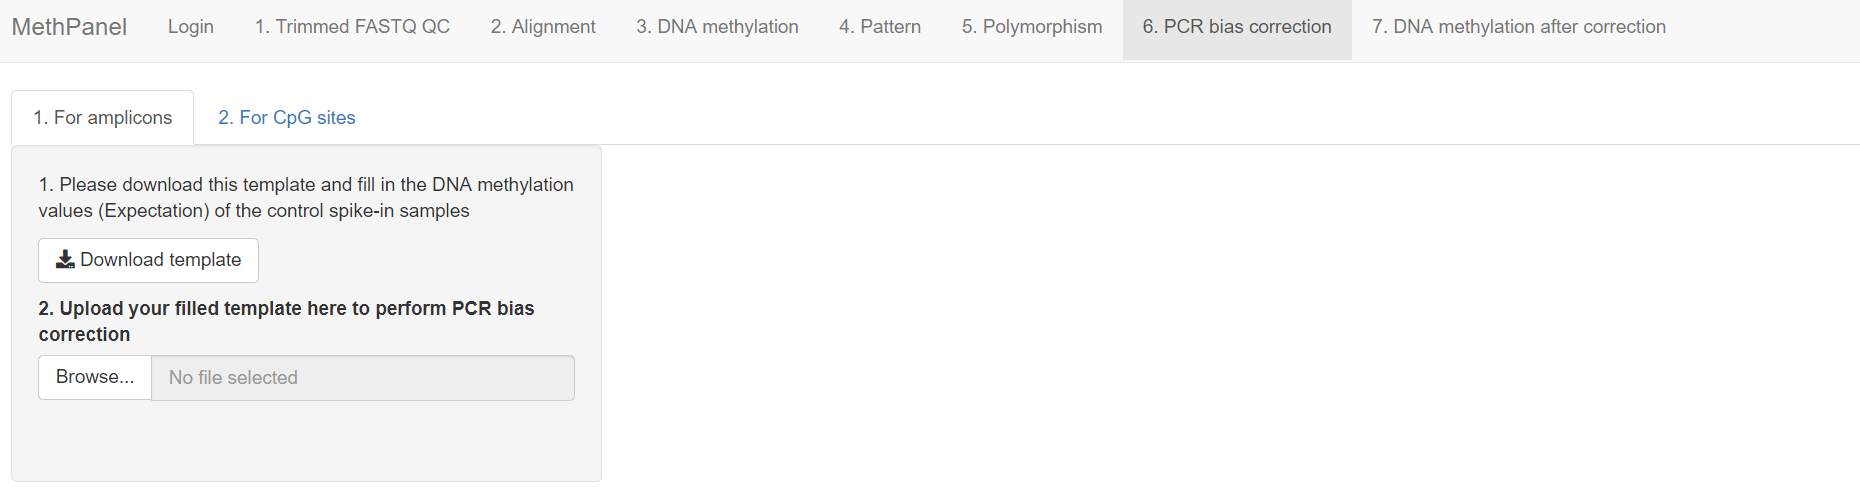 MethPanel Login 1. Trimmed FASTQ QC 2. Alignment 3. DNA methylation 4. Pattern 5. Polymorphism 6. PCR bias correction 7. DNA methylation after correction
1. For amplicons 2. For CpG sites
1. Please download this template and fill in the DNA methylation
values (Expectation) of the control spike-in samples
Download template
2. Upload your filled template here to perform PCR bias
correction
Browse... No file selected